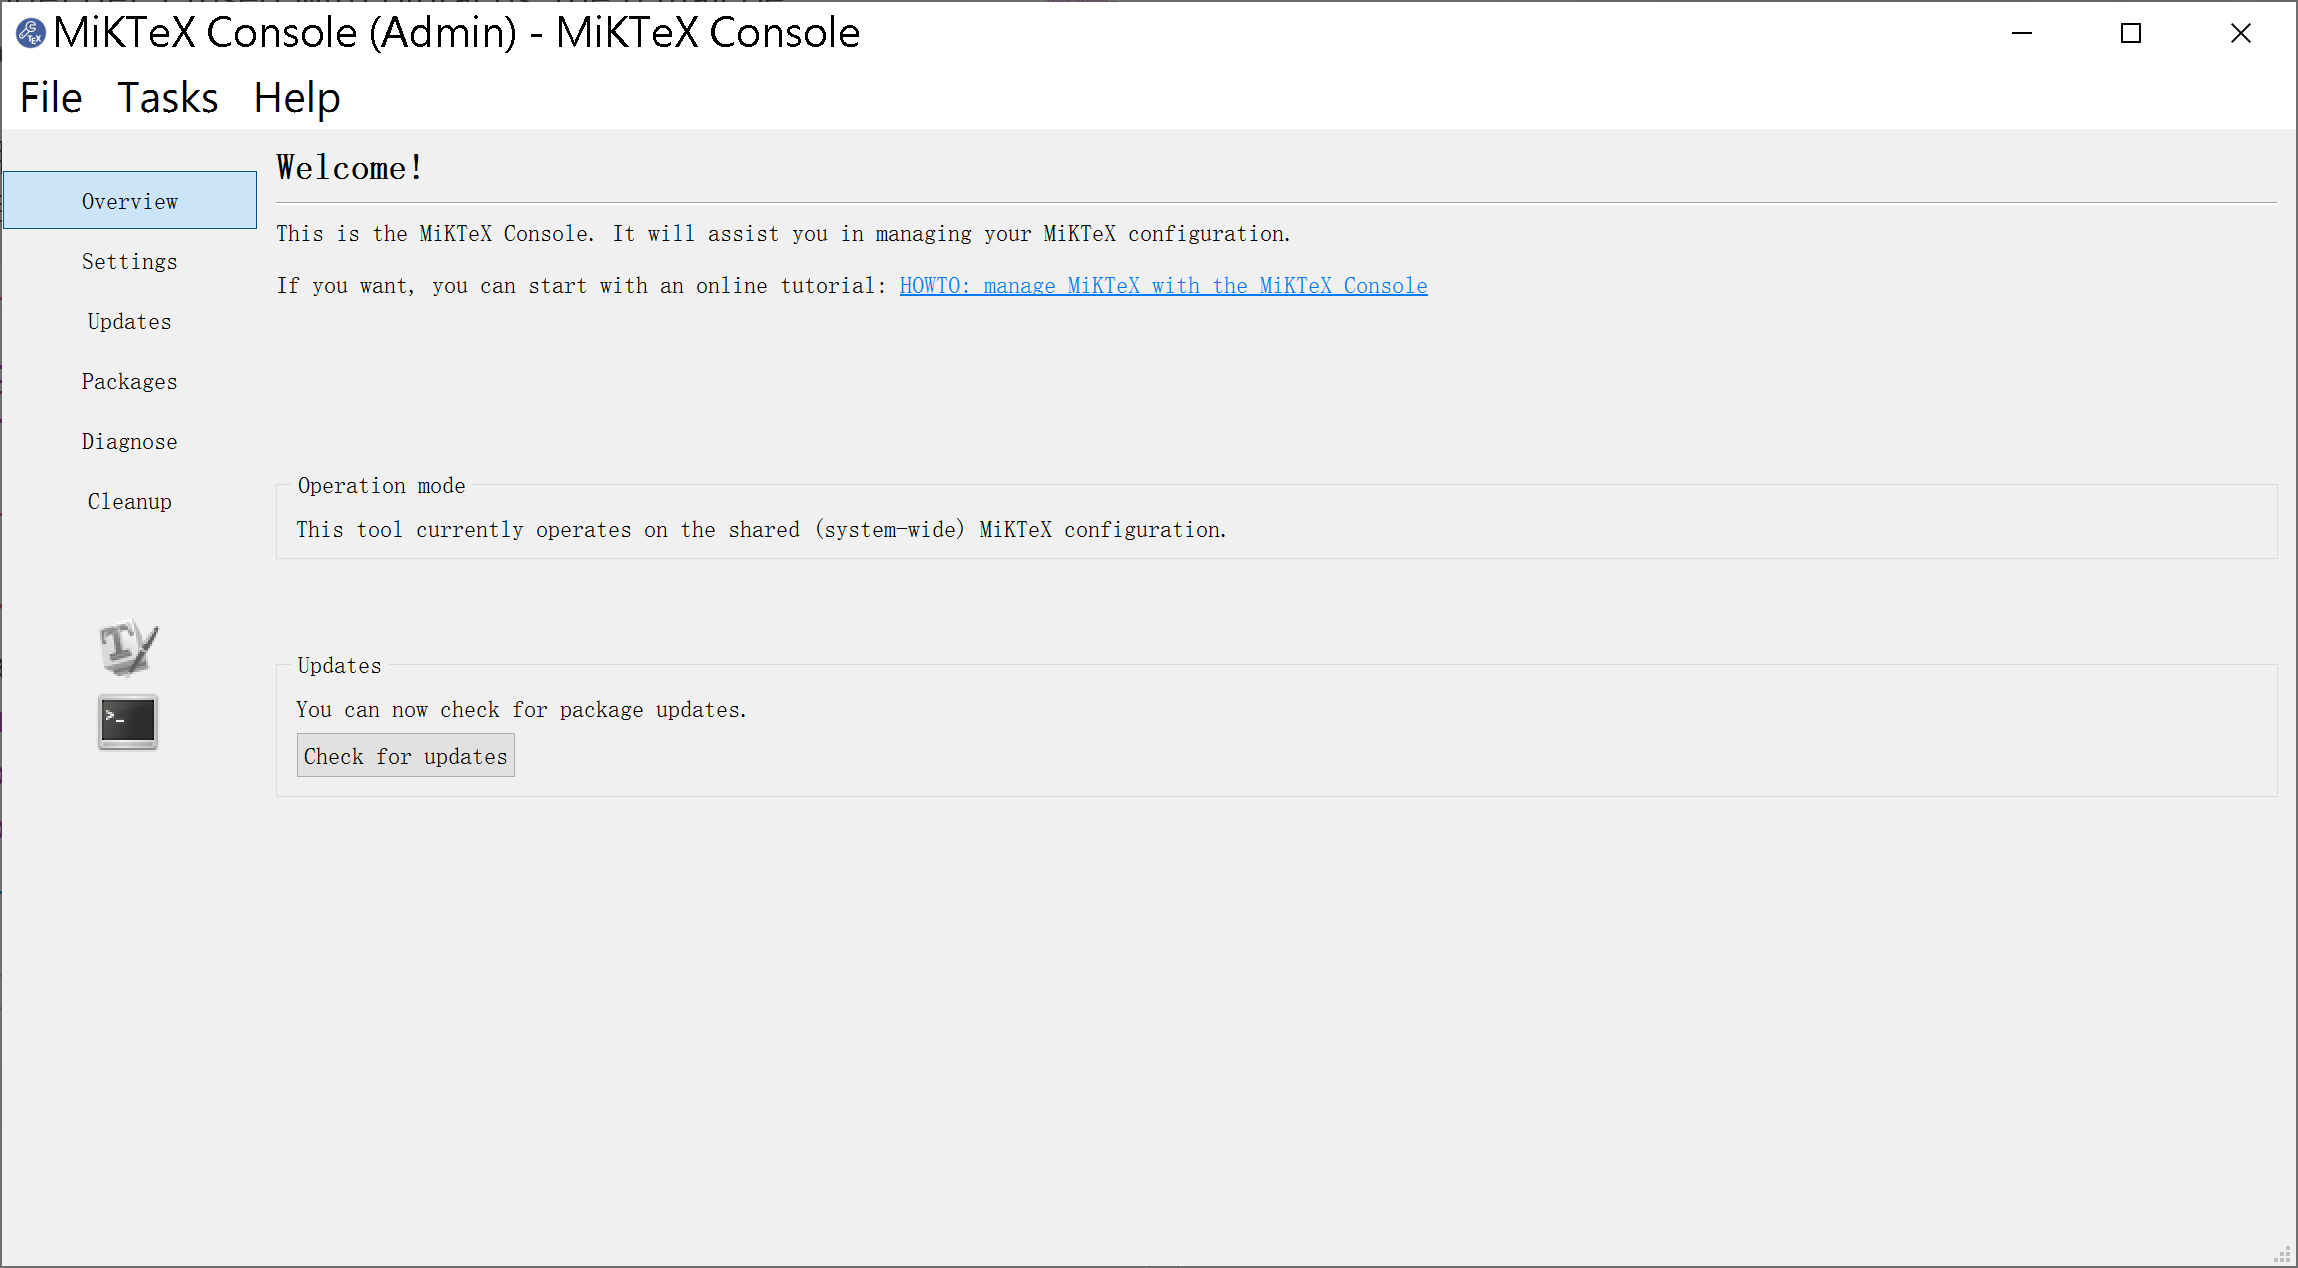 MiKTeX Console (Admin) - MiKTeX Console
File Tasks Help
Overview
Settings
Updates
Packages
Diagnose
Cleanup
Welcome!
This is the MiKTeX Console. It will assist you in managing your MiKTeX configuration.
If you want, you can start with an online tutorial: HOWTO: manage MiKTeX with the MiKTeX Console
Operation mode
This tool currently operates on the shared (system-wide) MiKTeX configuration.
Updates
You can now check for package updates.
Check for updates